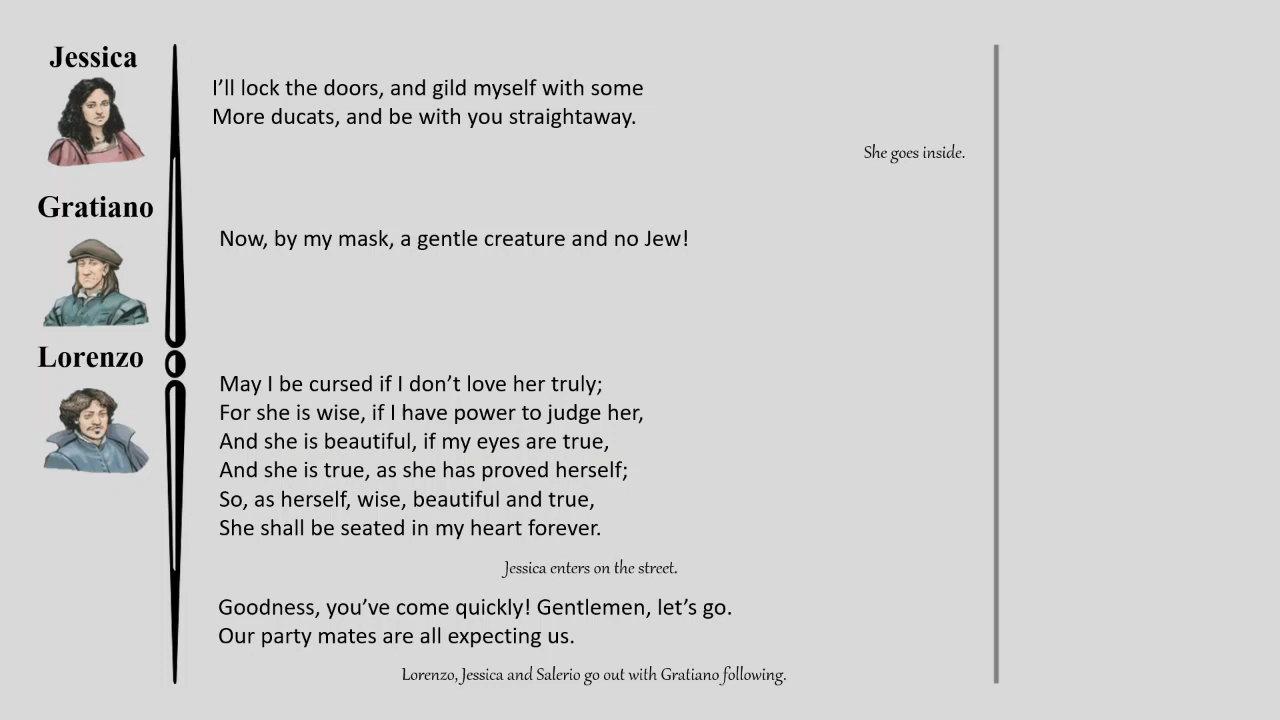 Jessica
I’ll lock the doors, and gild myself with some
More ducats, and be with you straightaway.
She goes inside.
Gratiano
Now, by my mask, a gentle creature and no Jew!
Lorenzo
May I be cursed if I don’t love her truly;
For she is wise, if I have power to judge her,
And she is beautiful, if my eyes are true,
And she is true, as she has proved herself;
So, as herself, wise, beautiful and true,
She shall be seated in my heart forever.
Jessica enters on the street.
Goodness, you’ve come quickly! Gentlemen, let’s go.
Our party mates are all expecting us.
Lorenzo, Jessica and Salerio go out with Gratiano following.